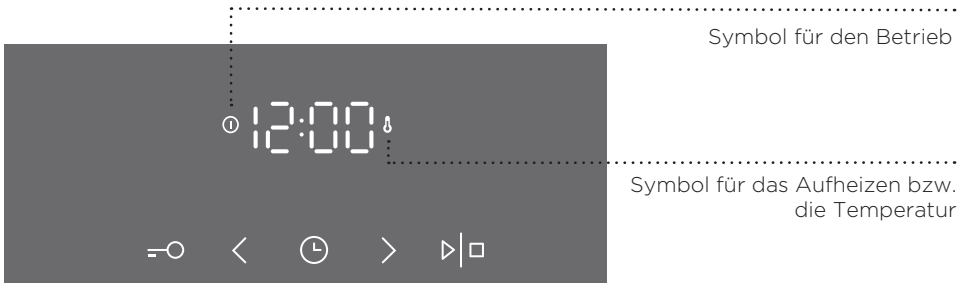 Symbol für den Betrieb
12:00
Symbol für das Aufheizen bzw.
die Temperatur